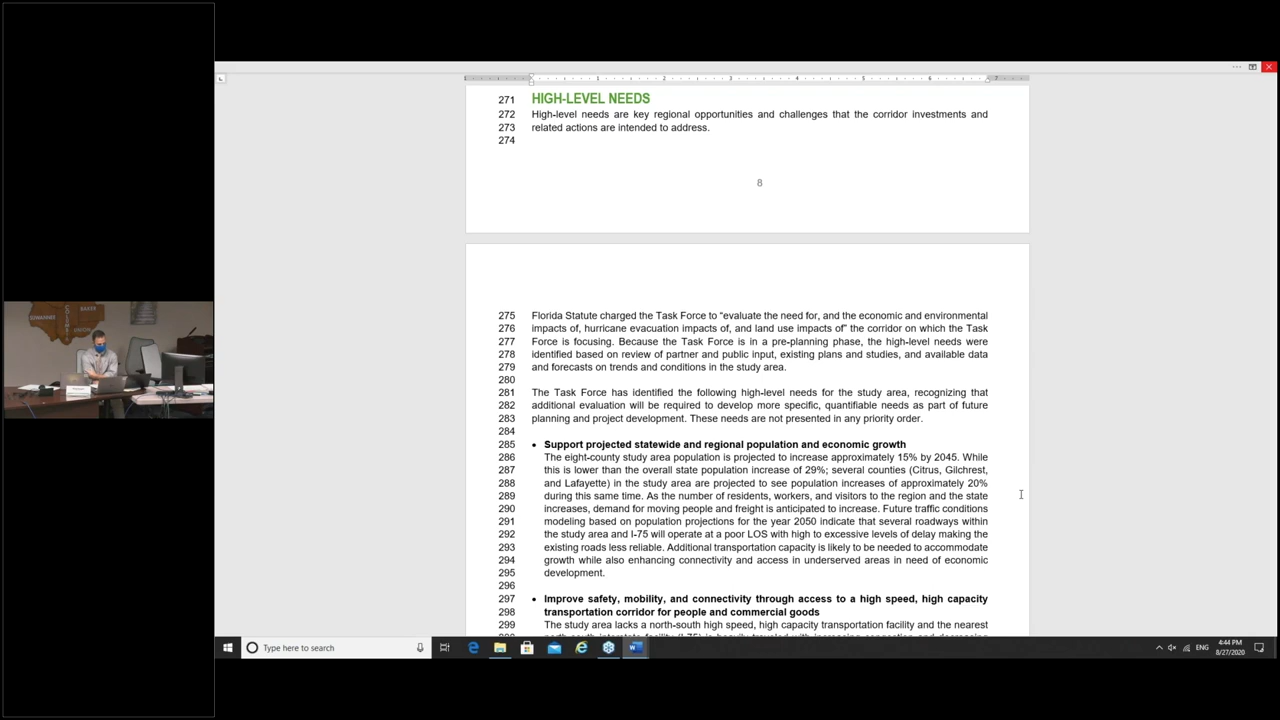 271 HIGH-LEVEL NEEDS
272 High-level needs are key regional opportunities and challenges that the corridor investments and
273 related actions are intended to address.
274
8
275 Florida Statute charged the Task Force to “evaluate the need for, and the economic and environmental
276 impacts of, hurricane evacuation impacts of, and land use impacts of” the corridor on which the Task
277 Force is focusing. Because the Task Force is in a pre-planning phase, the high-level needs were
278 identified based on review of partner and public input, existing plans and studies, and available data
279 and forecasts on trends and conditions in the study area.
280
281 The Task Force has identified the following high-level needs for the study area, recognizing that
282 additional evaluation will be required to develop more specific, quantifiable needs as part of future
283 planning and project development. These needs are not presented in any priority order.
284
285 • Support projected statewide and regional population and economic growth
286 The eight-county study area population is projected to increase approximately 15% by 2045. While
287 this is lower than the overall state population increase of 29%; several counties (Citrus, Gilchrest,
288 and Lafayette) in the study area are projected to see population increases of approximately 20%
289 during this same time. As the number of residents, workers, and visitors to the region and the state
290 increases, demand for moving people and freight is anticipated to increase. Future traffic conditions
291 modeling based on population projections for the year 2050 indicate that several roadways within
292 the study area and I-75 will operate at a poor LOS with high to excessive levels of delay making the
293 existing roads less reliable. Additional transportation capacity is likely to be needed to accommodate
294 growth while also enhancing connectivity and access in underserved areas in need of economic
295 development.
296
297 • Improve safety, mobility, and connectivity through access to a high speed, high capacity
298 transportation corridor for people and commercial goods
299 The study area lacks a north-south high speed, high capacity transportation facility and the nearest
Type here to search
ENG
4:44 PM
8/27/2020
SUWANNEE
BAKER
UNION